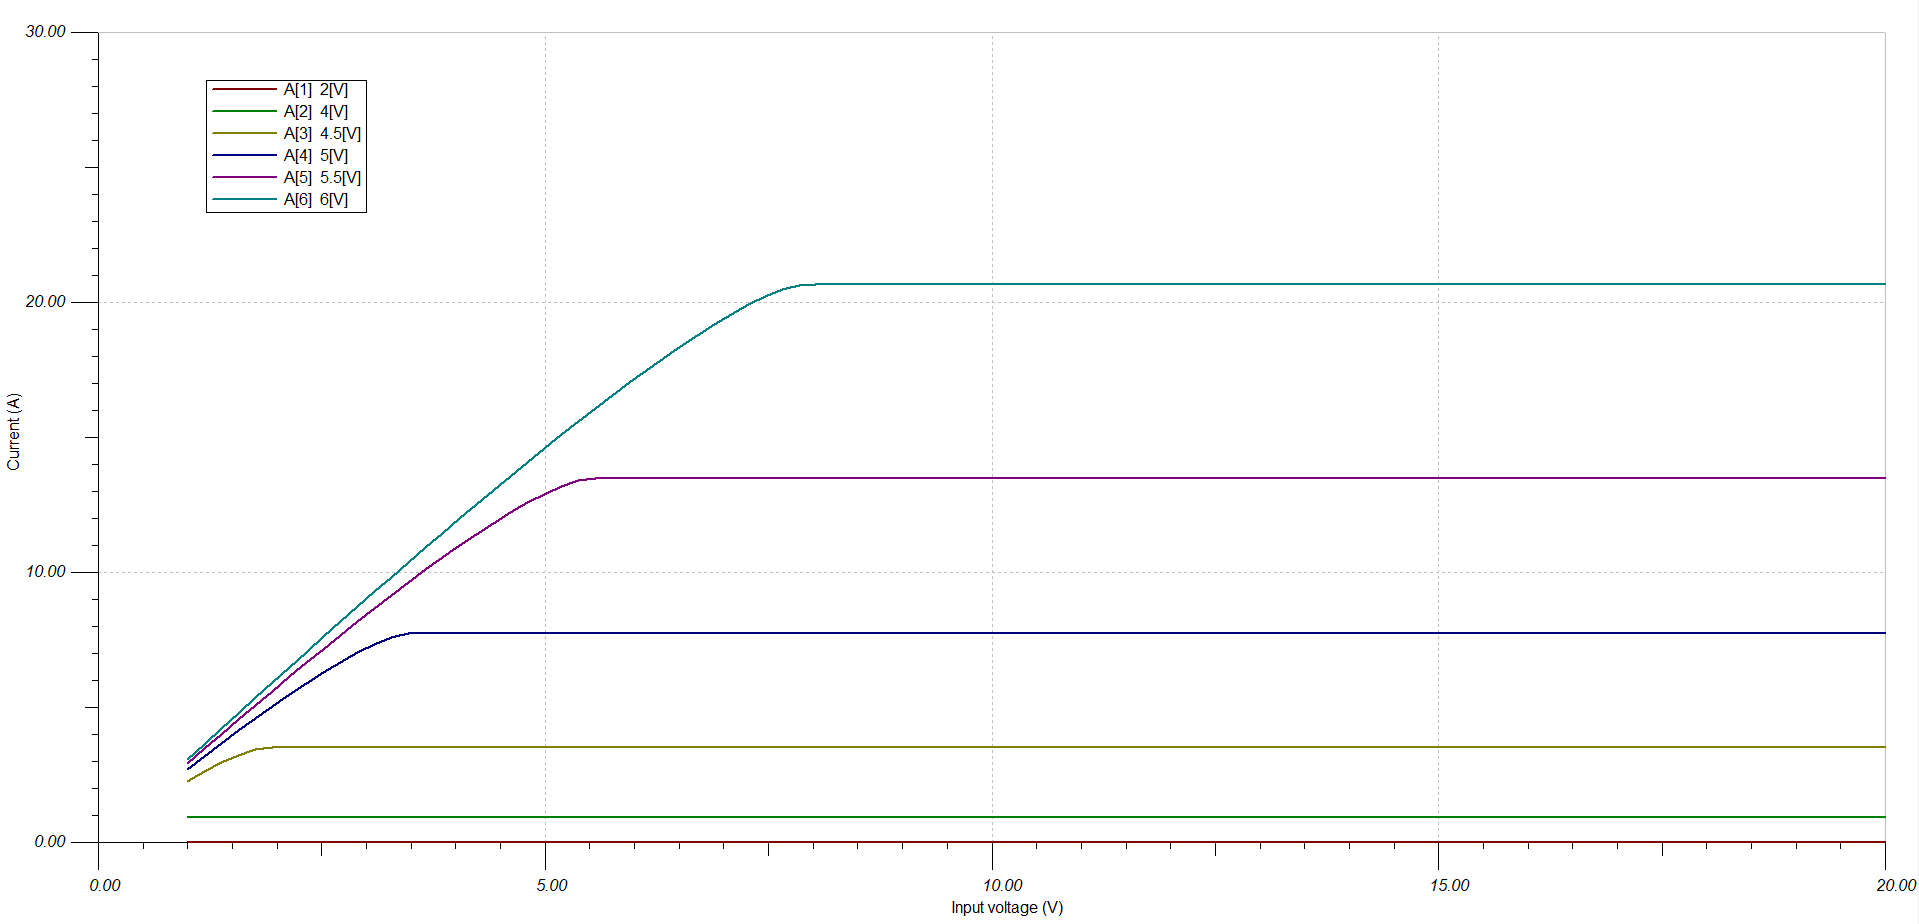 30.00
A[1] 2[V]
A[2] 4[V]
A[3] 4.5[V]
A[4] 5[V]
A[5] 5.5[V]
A[6] 6[V]
20.00
Current (A)
10.00
0.00
0.00 5.00 10.00 15.00 20.00
Input voltage (V)